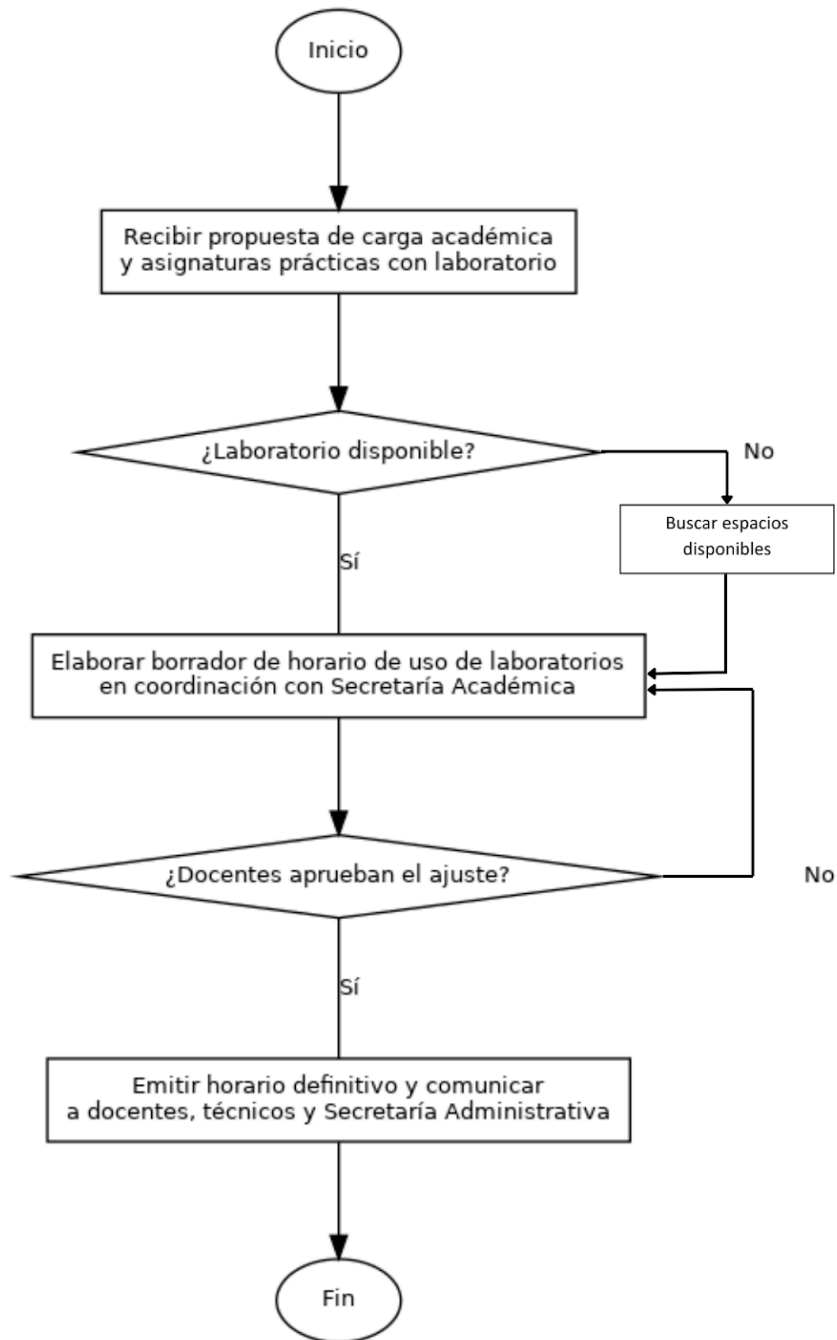 Inicio
Recibir propuesta de carga académica
y asignaturas prácticas con laboratorio
¿Laboratorio disponible?
No
Buscar espacios
disponibles
Sí
Elaborar borrador de horario de uso de laboratorios
en coordinación con Secretaría Académica
¿Docentes aprueban el ajuste?
No
Sí
Emitir horario definitivo y comunicar
a docentes, técnicos y Secretaría Administrativa
Fin